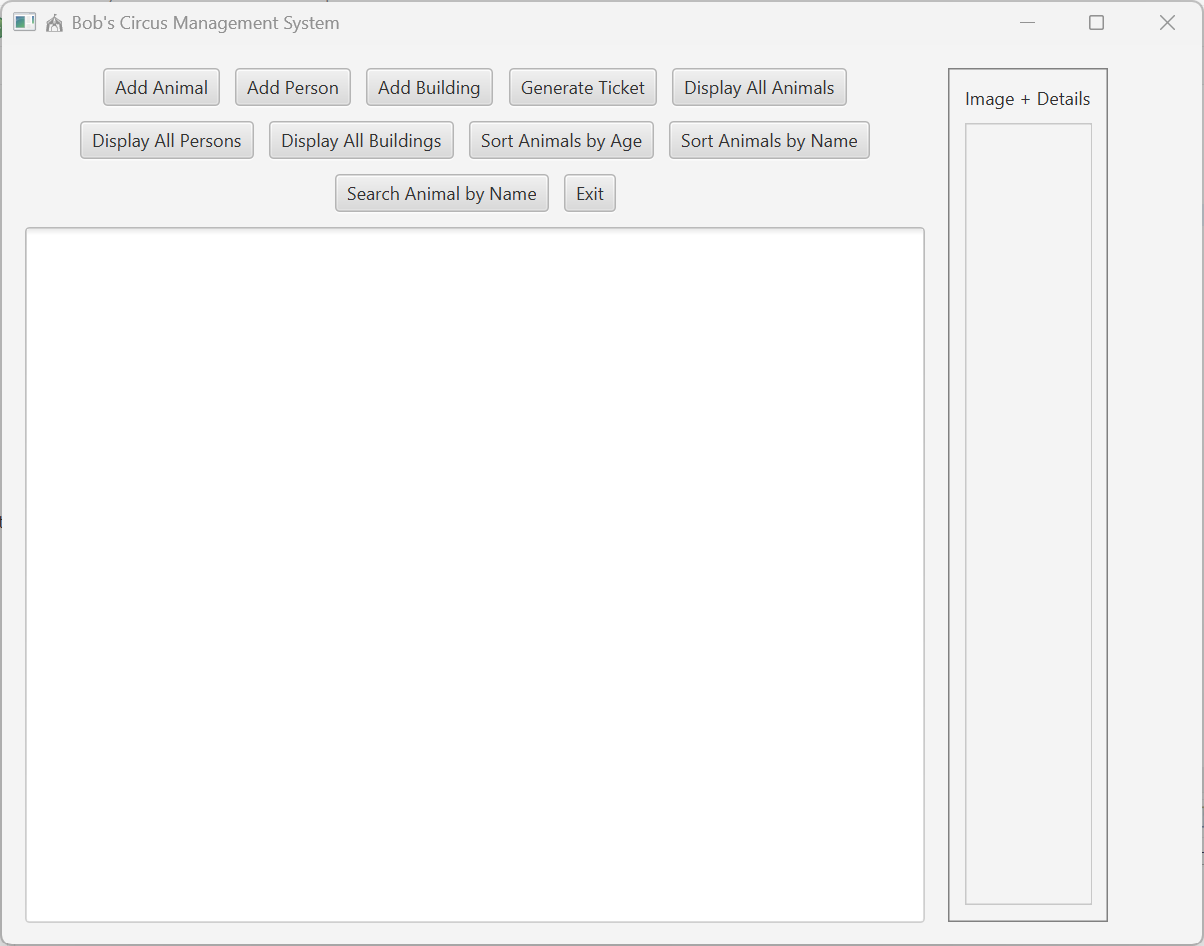 Bob's Circus Management System
Add Animal Add Person Add Building Generate Ticket Display All Animals
Display All Persons Display All Buildings Sort Animals by Age Sort Animals by Name
Search Animal by Name Exit
Image + Details